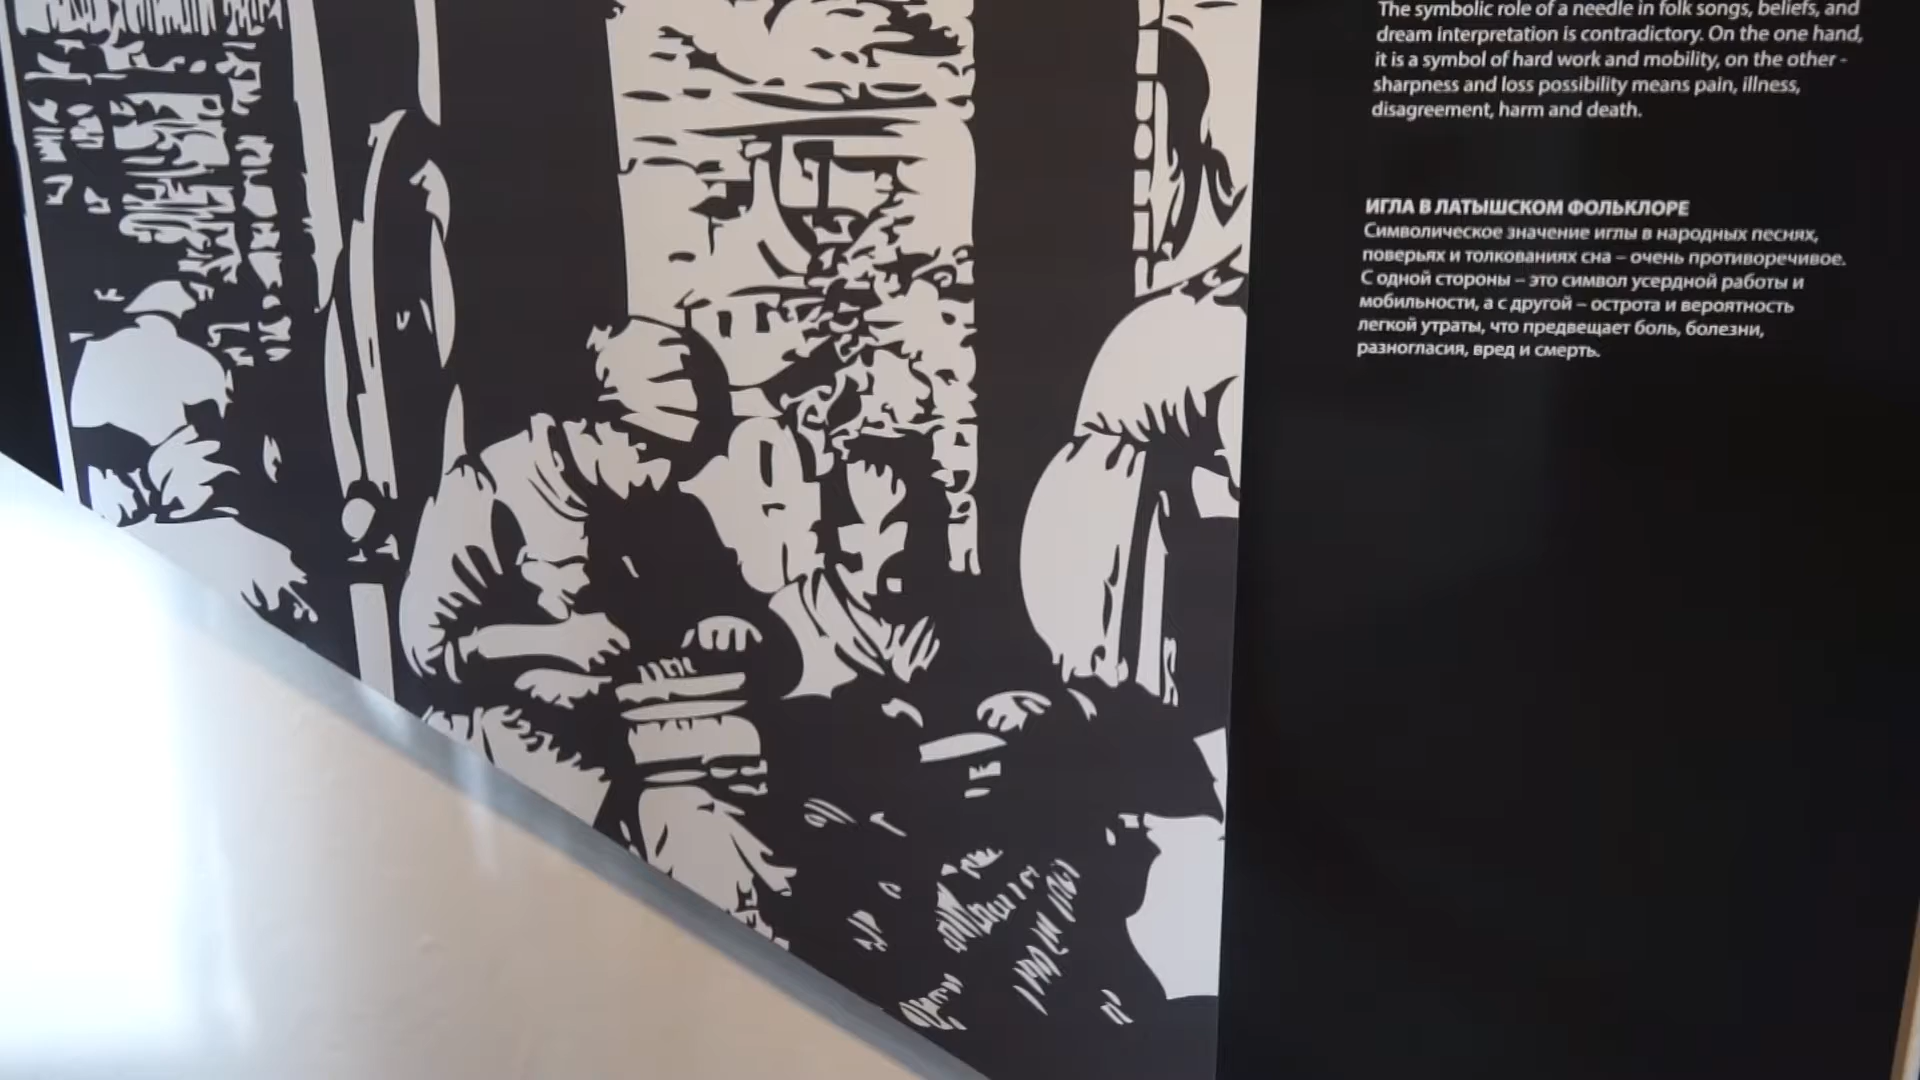 The symbolic role of a needle in folk songs, beliefs, and
dream interpretation is contradictory. On the one hand,
it is a symbol of hard work and mobility, on the other -
sharpness and loss possibility means pain, illness,
disagreement, harm and death.
ИГЛА В ЛАТЫШСКОМ ФОЛЬКЛОРЕ
Символическое значение иглы в народных песнях,
поверьях и толкованиях сна – очень противоречивое.
С одной стороны – это символ усердной работы и
мобильности, а с другой – острота и вероятность
легкой утраты, что предвещает боль, болезни,
разногласия, вред и смерть.